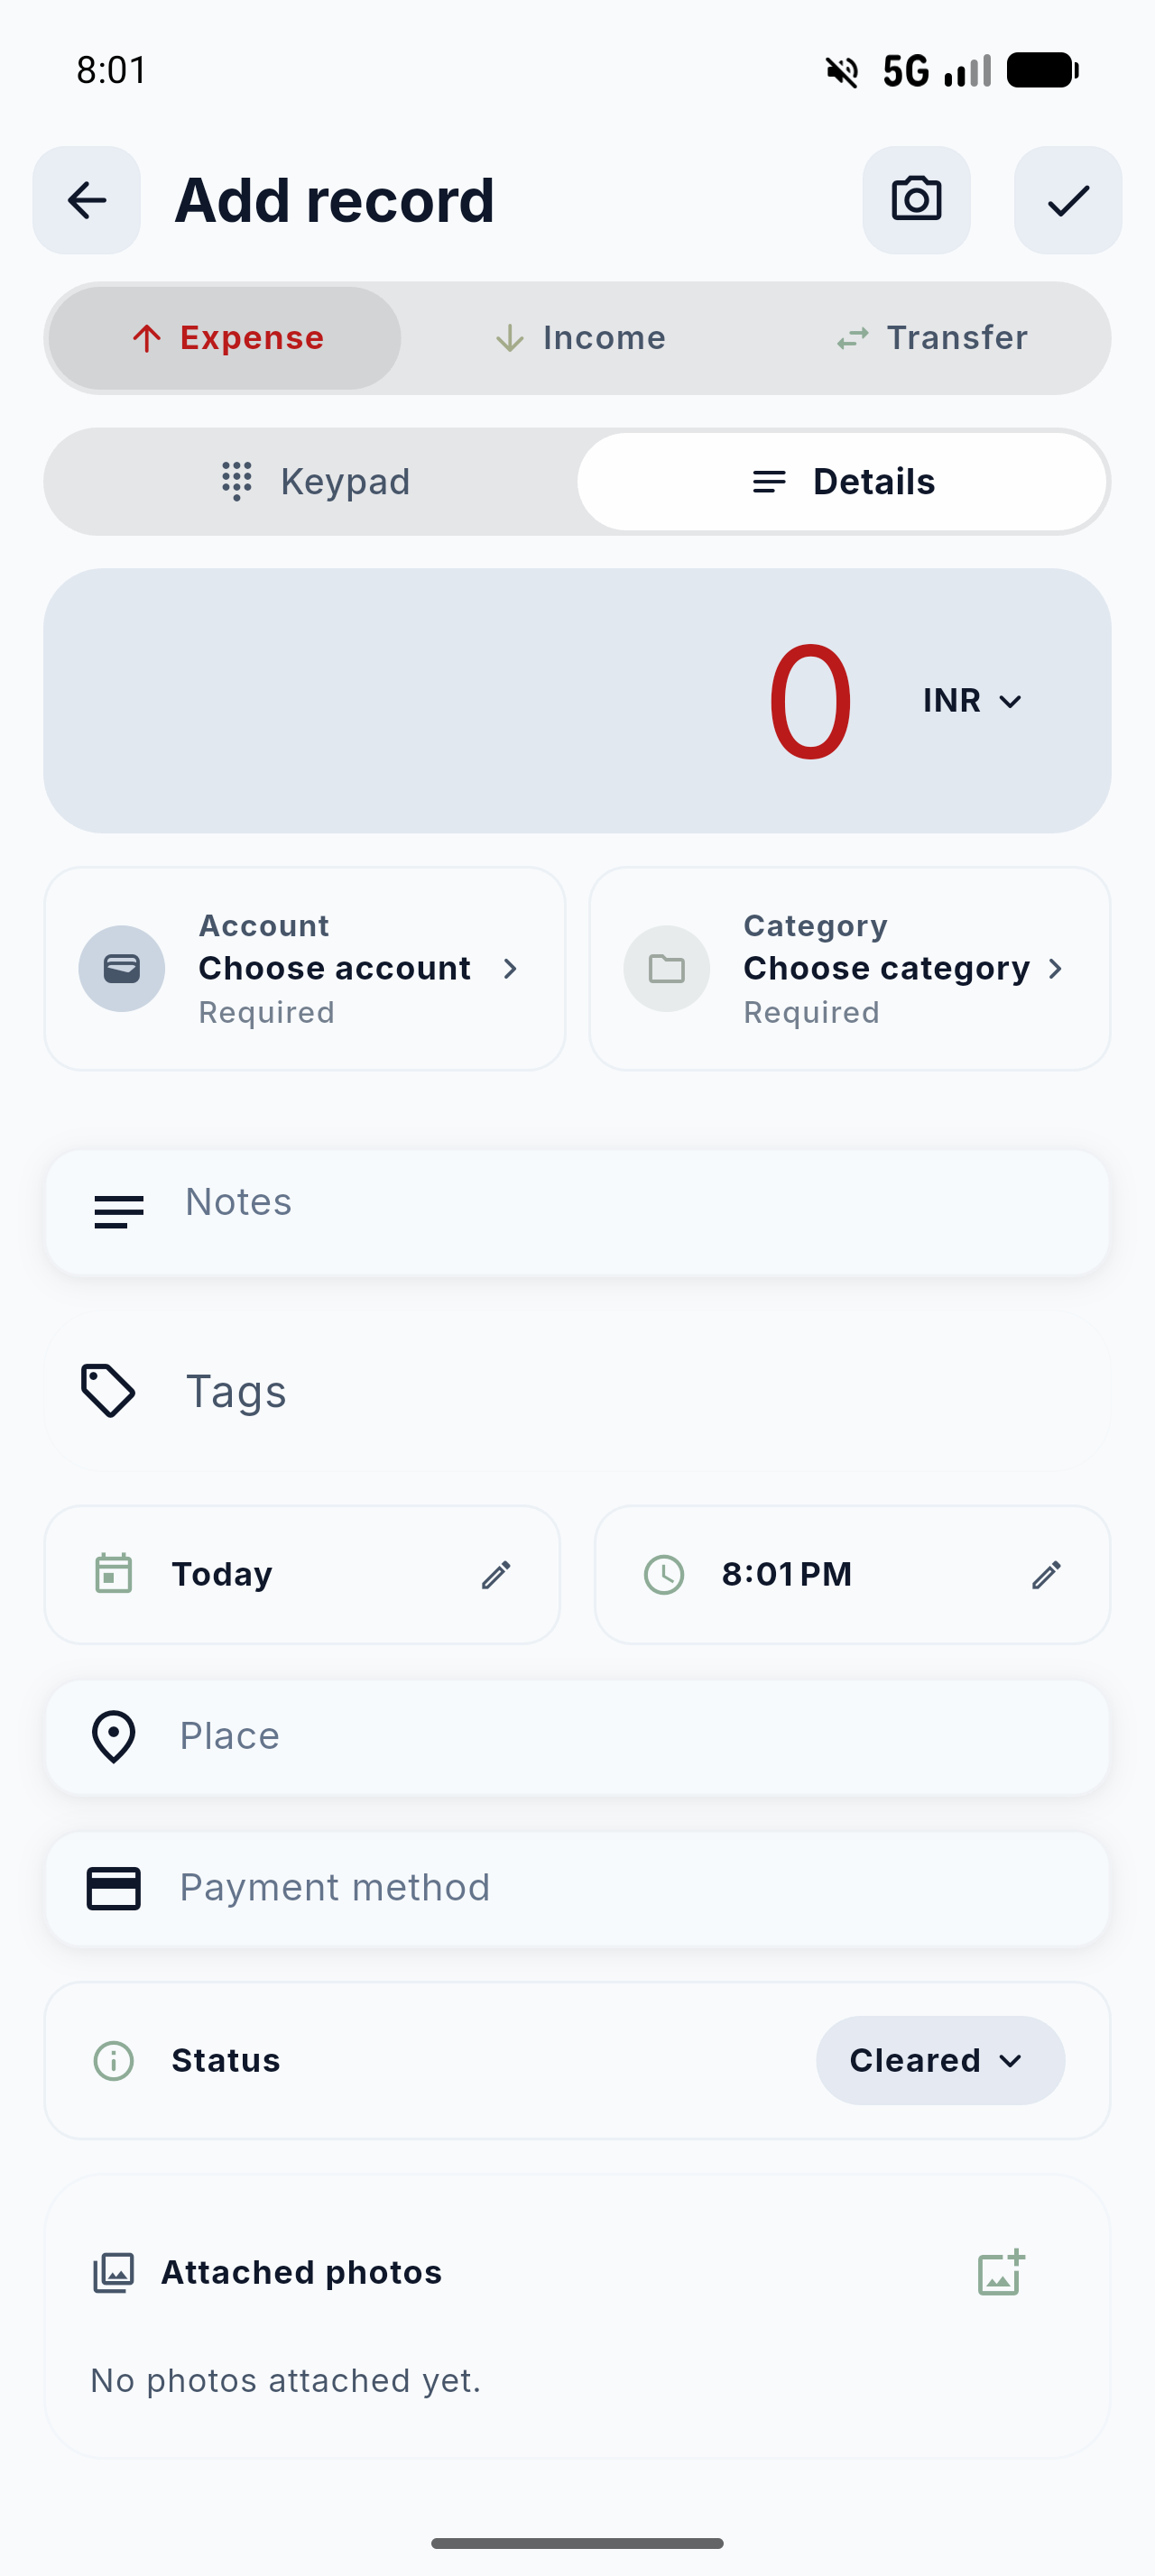 8:01
5G
Add record
Expense
Income
Transfer
Keypad
Details
0
INR
Account
Choose account
Required
Category
Choose category
Required
Notes
Tags
Today
8:01 PM
Place
Payment method
Status
Cleared
Attached photos
No photos attached yet.